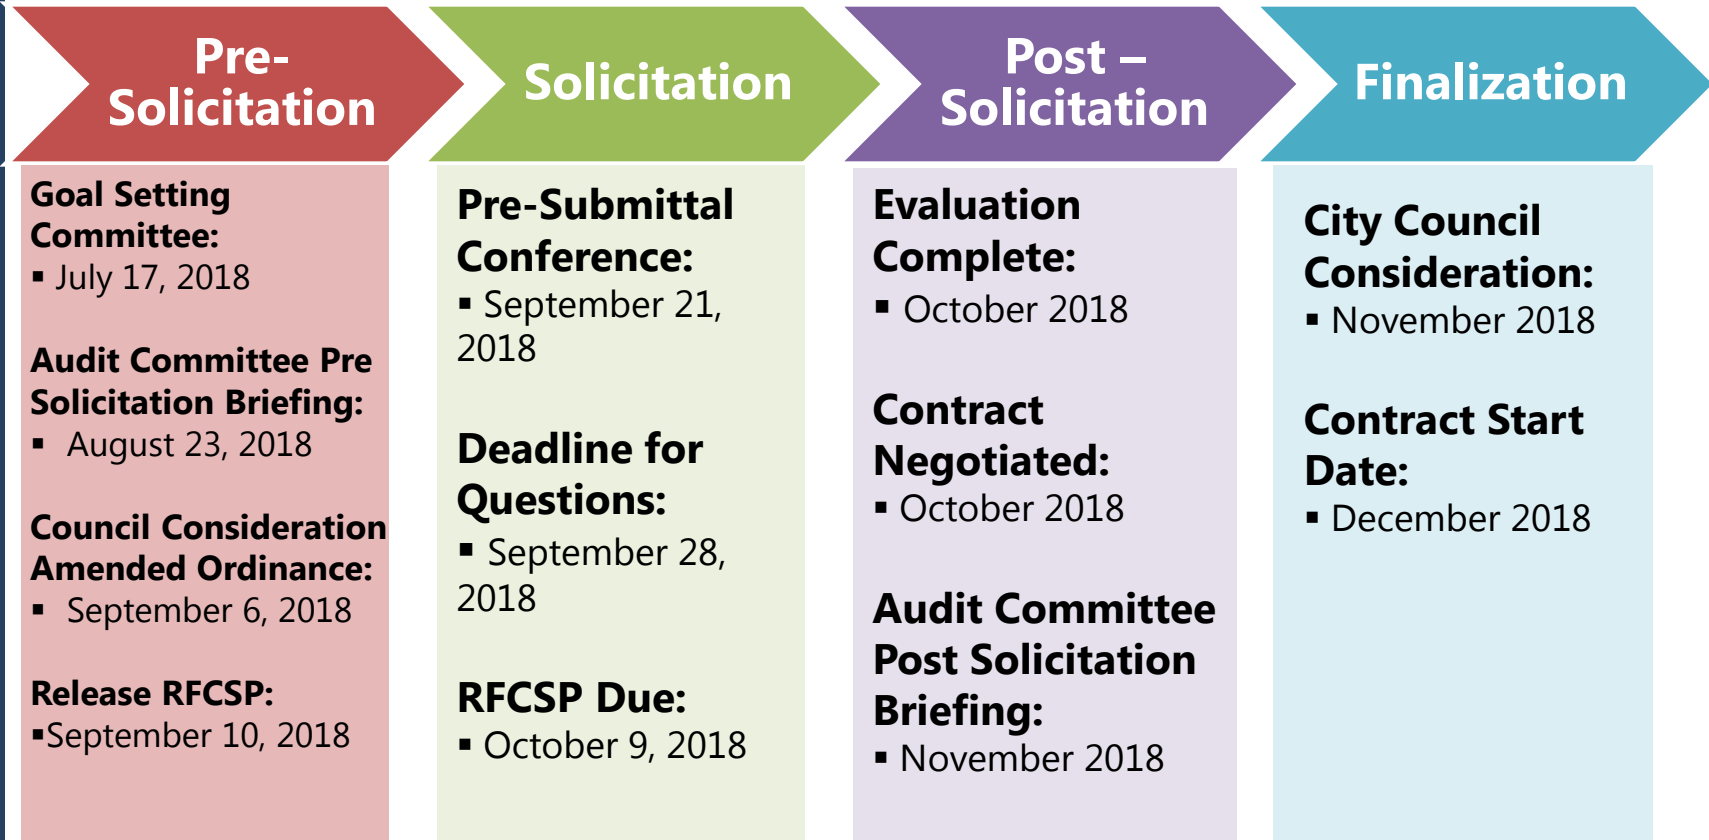 Pre-
Solicitation
Goal Setting
Committee:
▪ July 17, 2018
Audit Committee Pre
Solicitation Briefing:
▪ August 23, 2018
Council Consideration
Amended Ordinance:
▪ September 6, 2018
Release RFCSP:
▪September 10, 2018
Solicitation
Pre-Submittal
Conference:
▪ September 21,
2018
Deadline for
Questions:
▪ September 28,
2018
RFCSP Due:
▪ October 9, 2018
Post –
Solicitation
Evaluation
Complete:
▪ October 2018
Contract
Negotiated:
▪ October 2018
Audit Committee
Post Solicitation
Briefing:
▪ November 2018
Finalization
City Council
Consideration:
▪ November 2018
Contract Start
Date:
▪ December 2018